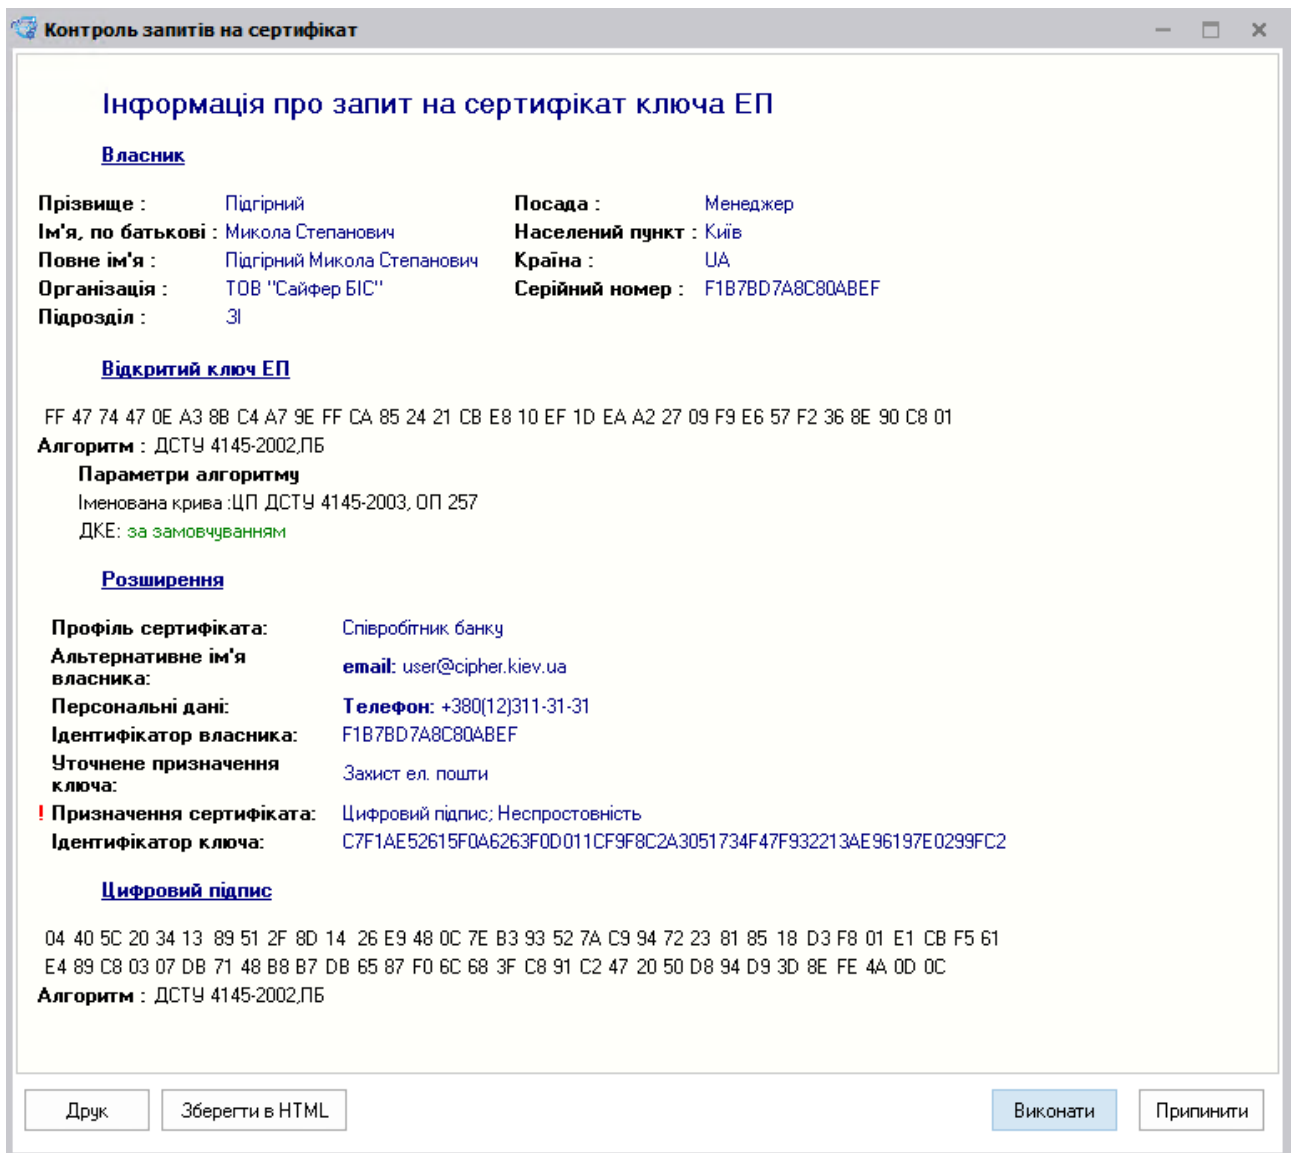 Контроль запитів на сертифікат
Інформація про запит на сертифікат ключа ЕП
Власник
Прізвище : Підгірний Посада : Менеджер
Ім'я, по батькові : Микола Степанович Населений пункт : Київ
Повне ім'я : Підгірний Микола Степанович Країна : UA
Організація : ТОВ "Сайфер БІС" Серійний номер : F1B7BD7A8C80ABEF
Підрозділ : ЗІ
Відкритий ключ ЕП
FF 47 74 47 0E A3 8B C4 A7 9E FF CA 85 24 21 CB E8 10 EF 1D EA A2 27 09 F9 E6 57 F2 36 8E 90 C8 01
Алгоритм : ДСТУ 4145-2002,ПБ
Параметри алгоритму
Іменована крива :ЦП ДСТУ 4145-2003, ОП 257
ДКЕ: за замовчуванням
Розширення
Профіль сертифіката: Співробітник банку
Альтернативне ім'я
власника: email: user@cipher.kiev.ua
Персональні дані: Телефон: +380(12)311-31-31
Ідентифікатор власника: F1B7BD7A8C80ABEF
Уточнене призначення
ключа: Захист ел. пошти
! Призначення сертифіката: Цифровий підпис; Неспростовність
Ідентифікатор ключа: C7F1AE52615F0A6263F0D011CF9F8C2A3051734F47F932213AE96197E0299FC2
Цифровий підпис
04 40 5C 20 34 13 89 51 2F 8D 14 26 E9 48 0C 7E B3 93 52 7A C9 94 72 23 81 85 18 D3 F8 01 E1 CB F5 61
E4 89 C8 03 07 DB 71 48 B8 B7 DB 65 87 F0 6C 68 3F C8 91 C2 47 20 50 D8 94 D9 3D 8E FE 4A 0D 0C
Алгоритм : ДСТУ 4145-2002,ПБ
Друк Зберегти в HTML Виконати Припинити